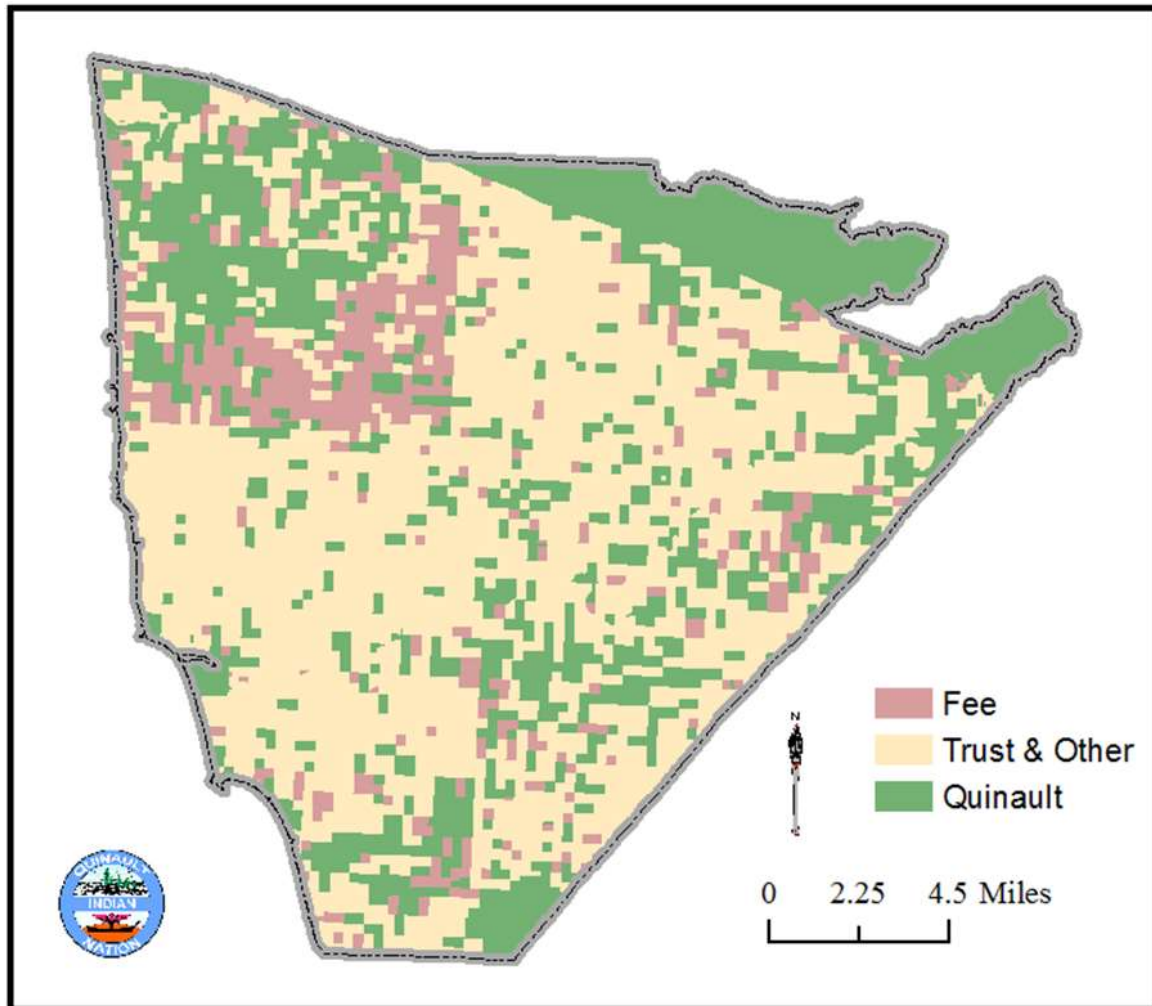 Fee
Trust & Other
Quinault
N
0 2.25 4.5 Miles
QUINAULT
INDIAN
NATION